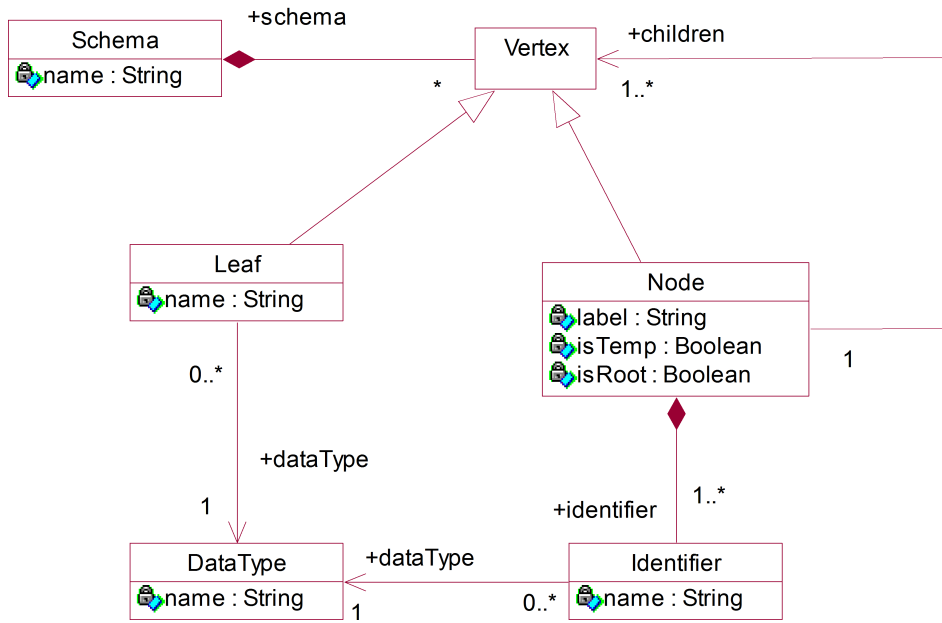 +schema
Schema
name : String
Vertex
+children
*
1..*
Leaf
name : String
Node
label : String
isTemp : Boolean
isRoot : Boolean
0..*
1
+dataType
1
1..*
+identifier
DataType
name : String
+dataType
1
0..*
Identifier
name : String